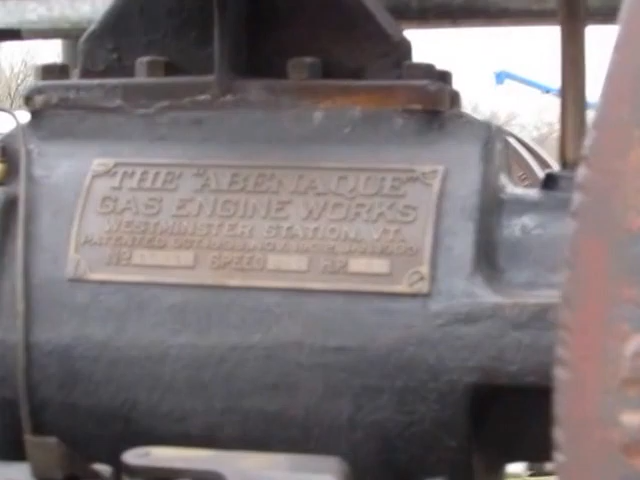 THE "ABENAQUE"
GAS ENGINE WORKS
WESTMINSTER STATION, VT.
PATENTED
NO. SPEED H.P.